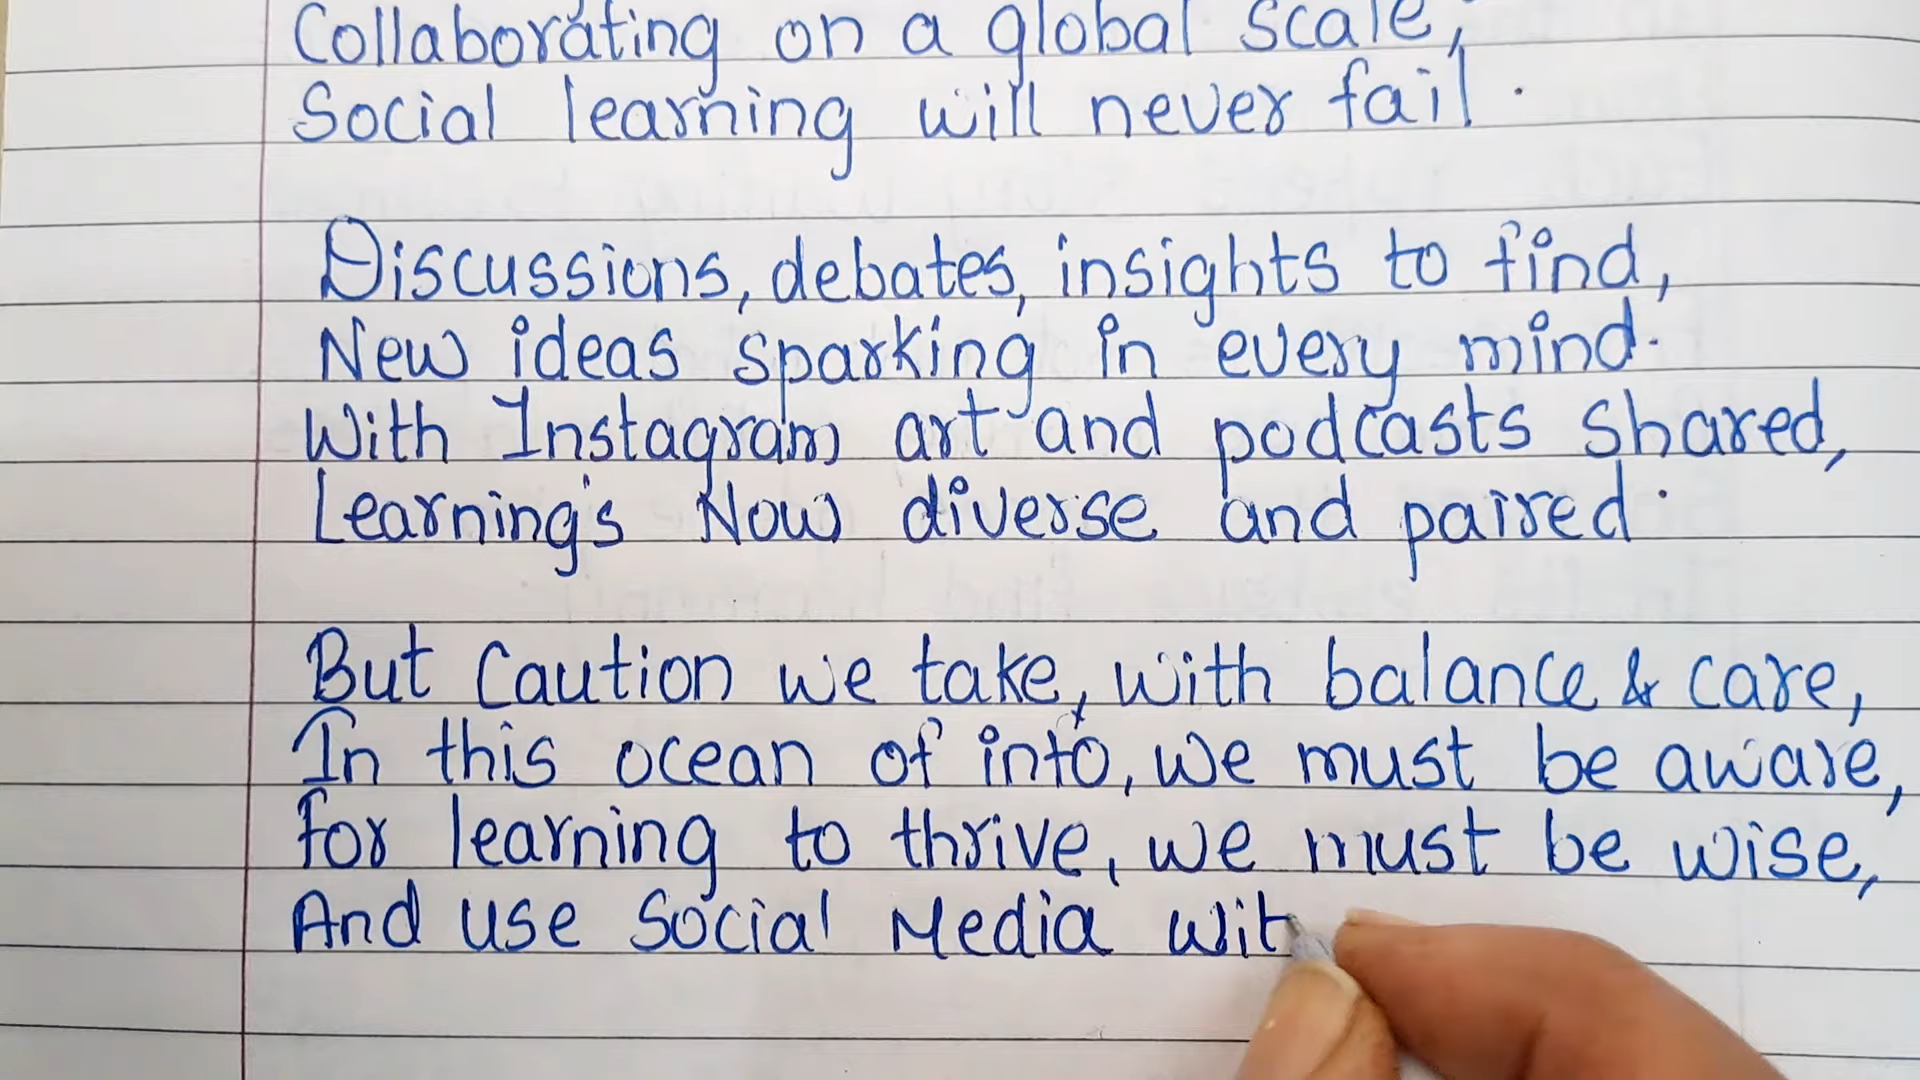 Collaborating on a global scale,
Social learning will never fail.
Discussions, debates, insights to find,
New ideas sparking in every mind.
With Instagram art and podcasts shared,
Learning's Now diverse and paired.
But Caution we take, with balance & care,
In this ocean of info, we must be aware,
for learning to thrive, we must be wise,
And use Social Media wit